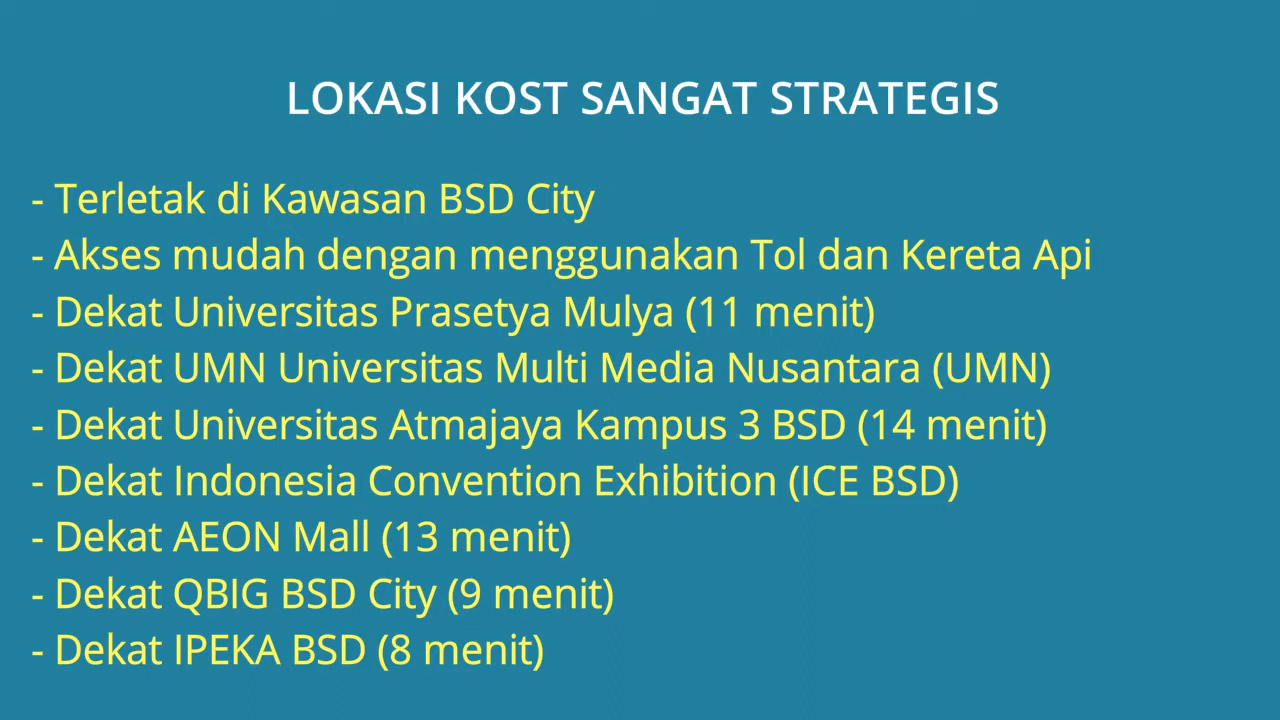 LOKASI KOST SANGAT STRATEGIS
- Terletak di Kawasan BSD City
- Akses mudah dengan menggunakan Tol dan Kereta Api
- Dekat Universitas Prasetya Mulya (11 menit)
- Dekat UMN Universitas Multi Media Nusantara (UMN)
- Dekat Universitas Atmajaya Kampus 3 BSD (14 menit)
- Dekat Indonesia Convention Exhibition (ICE BSD)
- Dekat AEON Mall (13 menit)
- Dekat QBIG BSD City (9 menit)
- Dekat IPEKA BSD (8 menit)